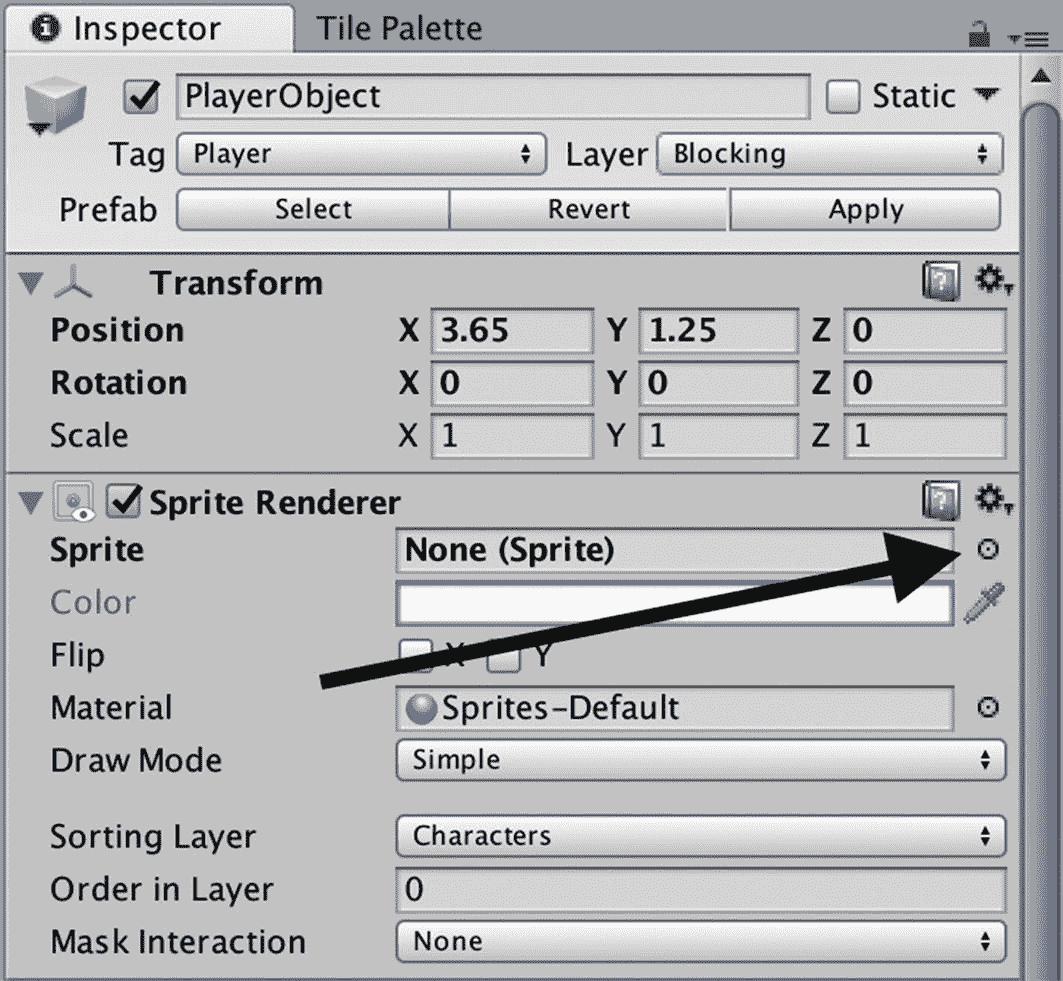 Inspector Tile Palette
PlayerObject Static
Tag Player Layer Blocking
Prefab Select Revert Apply
Transform
Position X 3.65 Y 1.25 Z 0
Rotation X 0 Y 0 Z 0
Scale X 1 Y 1 Z 1
Sprite Renderer
Sprite None (Sprite)
Color
Flip X Y
Material Sprites-Default
Draw Mode Simple
Sorting Layer Characters
Order in Layer 0
Mask Interaction None